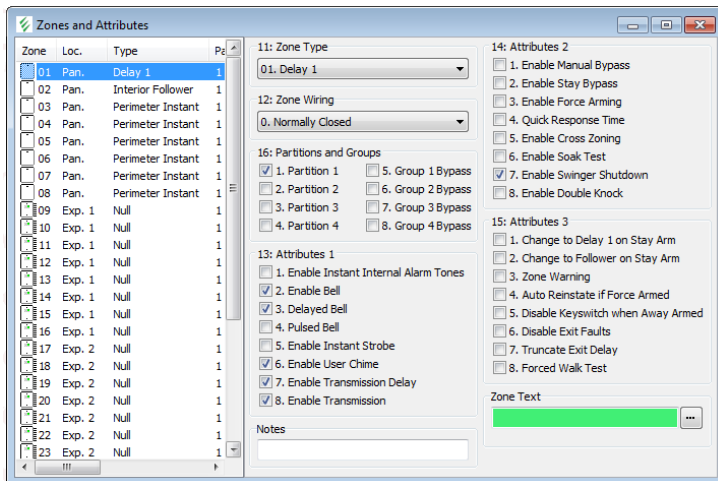 Zones and Attributes
Zone Loc. Type Pa
01 Pan. Delay 1 1
02 Pan. Interior Follower 1
03 Pan. Perimeter Instant 1
04 Pan. Perimeter Instant 1
05 Pan. Perimeter Instant 1
06 Pan. Perimeter Instant 1
07 Pan. Perimeter Instant 1
08 Pan. Perimeter Instant 1
09 Exp. 1 Null 1
10 Exp. 1 Null 1
11 Exp. 1 Null 1
12 Exp. 1 Null 1
13 Exp. 1 Null 1
14 Exp. 1 Null 1
15 Exp. 1 Null 1
16 Exp. 1 Null 1
17 Exp. 2 Null 1
18 Exp. 2 Null 1
19 Exp. 2 Null 1
20 Exp. 2 Null 1
21 Exp. 2 Null 1
22 Exp. 2 Null 1
23 Exp. 2 Null 1
11: Zone Type
01. Delay 1
12: Zone Wiring
0. Normally Closed
16: Partitions and Groups
1. Partition 1 5. Group 1 Bypass
2. Partition 2 6. Group 2 Bypass
3. Partition 3 7. Group 3 Bypass
4. Partition 4 8. Group 4 Bypass
13: Attributes 1
1. Enable Instant Internal Alarm Tones
2. Enable Bell
3. Delayed Bell
4. Pulsed Bell
5. Enable Instant Strobe
6. Enable User Chime
7. Enable Transmission Delay
8. Enable Transmission
Notes
14: Attributes 2
1. Enable Manual Bypass
2. Enable Stay Bypass
3. Enable Force Arming
4. Quick Response Time
5. Enable Cross Zoning
6. Enable Soak Test
7. Enable Swinger Shutdown
8. Enable Double Knock
15: Attributes 3
1. Change to Delay 1 on Stay Arm
2. Change to Follower on Stay Arm
3. Zone Warning
4. Auto Reinstate if Force Armed
5. Disable Keyswitch when Away Armed
6. Disable Exit Faults
7. Truncate Exit Delay
8. Forced Walk Test
Zone Text
...